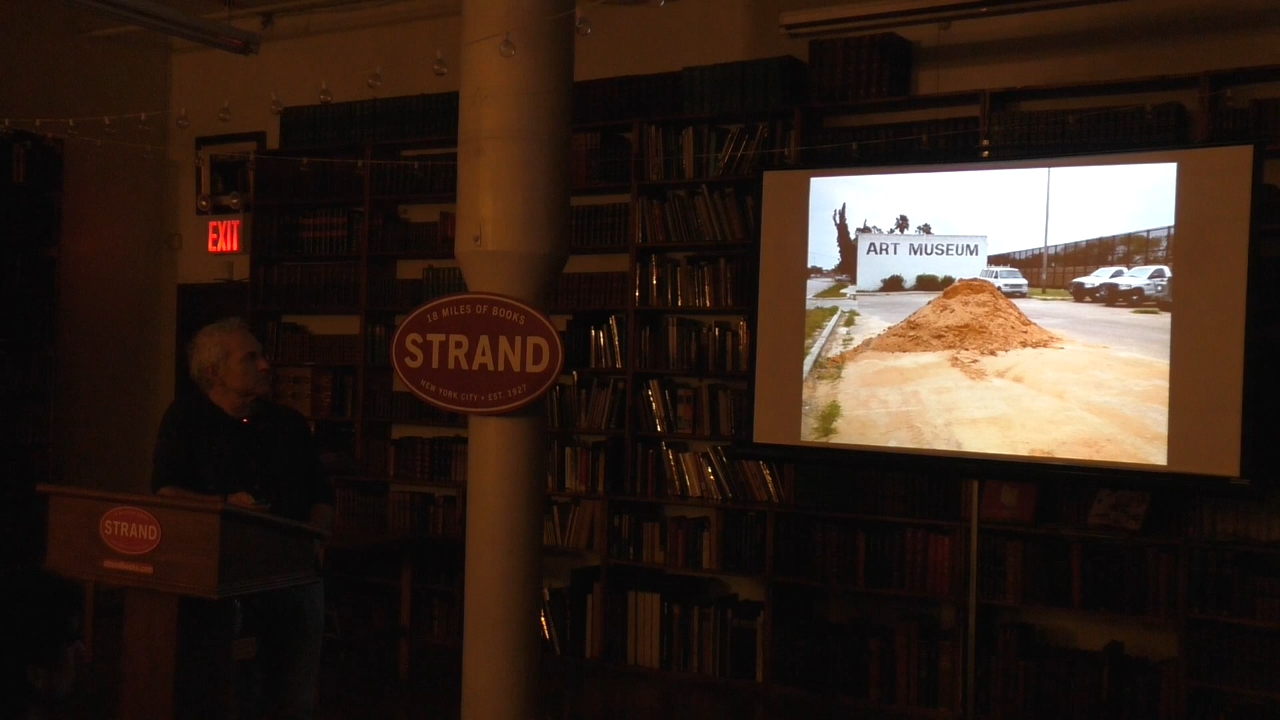 EXIT
18 MILES OF BOOKS
STRAND
NEW YORK CITY • EST. 1927
STRAND
ART MUSEUM